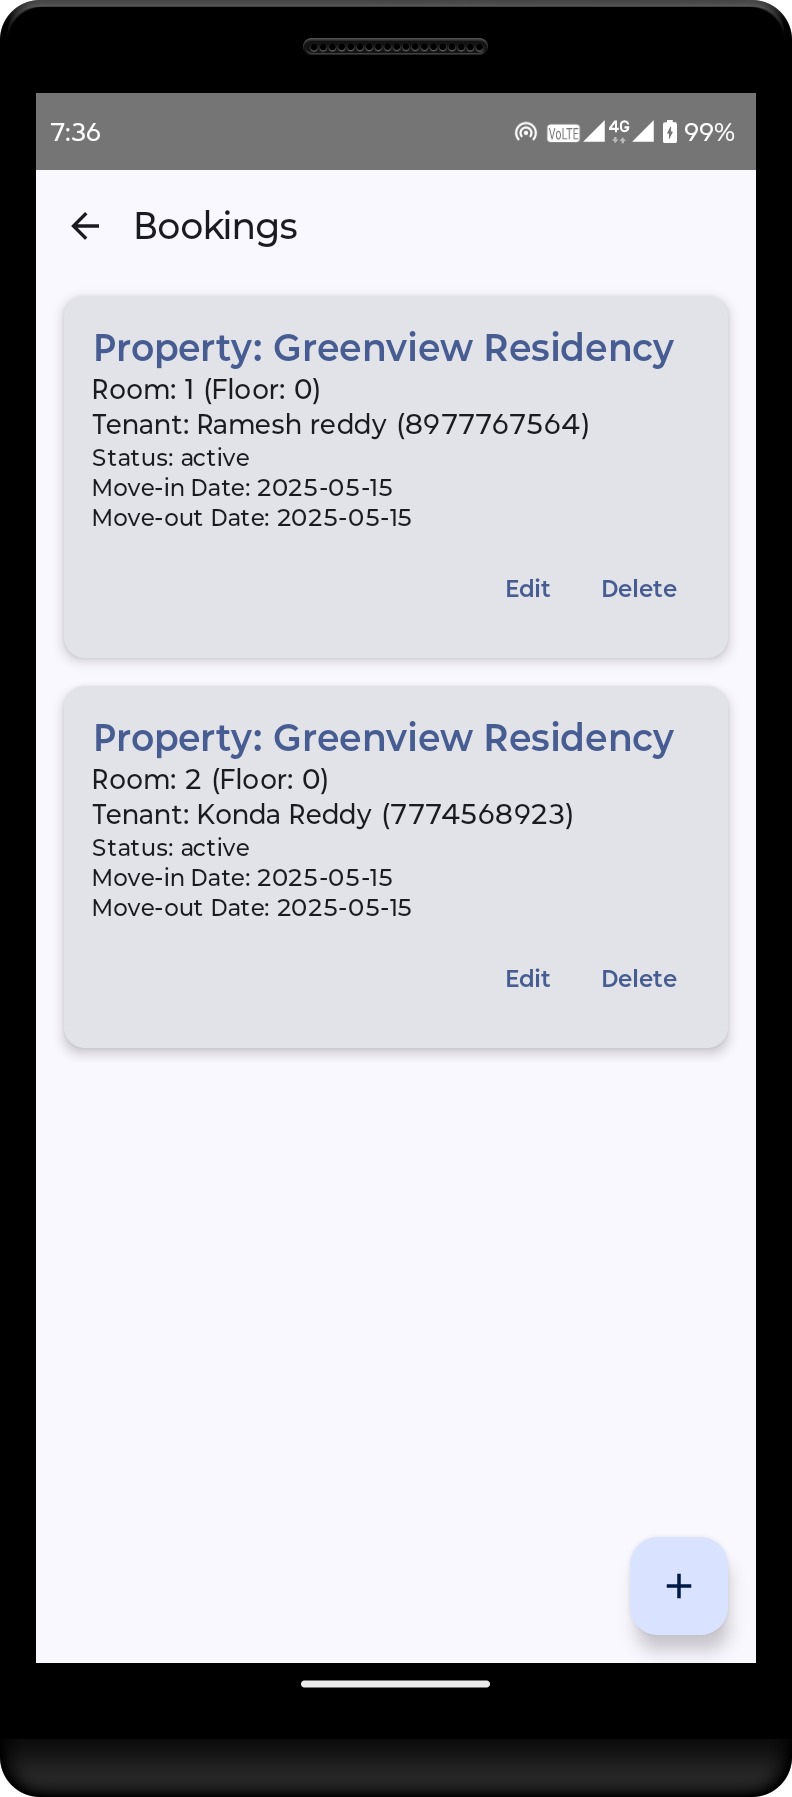 7:36
VoLTE 4G 99%
Bookings
Property: Greenview Residency
Room: 1 (Floor: 0)
Tenant: Ramesh reddy (8977767564)
Status: active
Move-in Date: 2025-05-15
Move-out Date: 2025-05-15
Edit Delete
Property: Greenview Residency
Room: 2 (Floor: 0)
Tenant: Konda Reddy (7774568923)
Status: active
Move-in Date: 2025-05-15
Move-out Date: 2025-05-15
Edit Delete
+